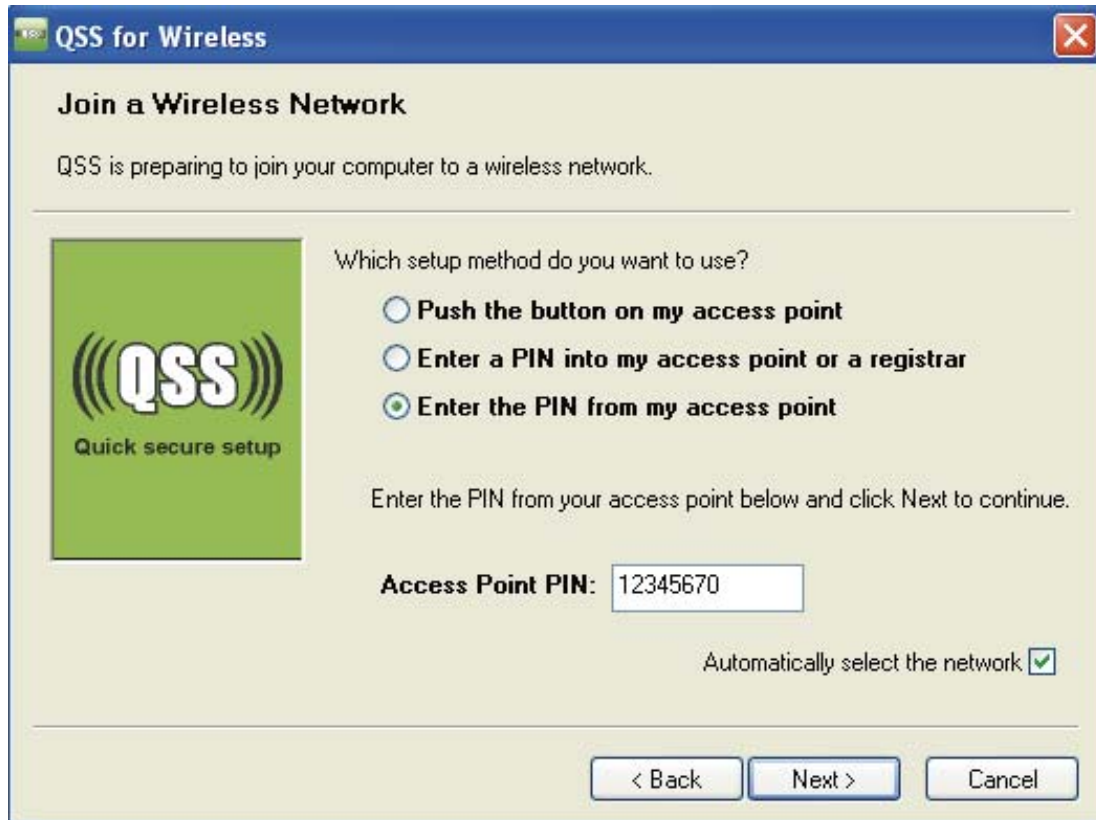 QSS for Wireless
Join a Wireless Network
QSS is preparing to join your computer to a wireless network.
Which setup method do you want to use?
Push the button on my access point
Enter a PIN into my access point or a registrar
Enter the PIN from my access point
(((QSS)))
Quick secure setup
Enter the PIN from your access point below and click Next to continue.
Access Point PIN: 12345670
Automatically select the network
< Back Next > Cancel